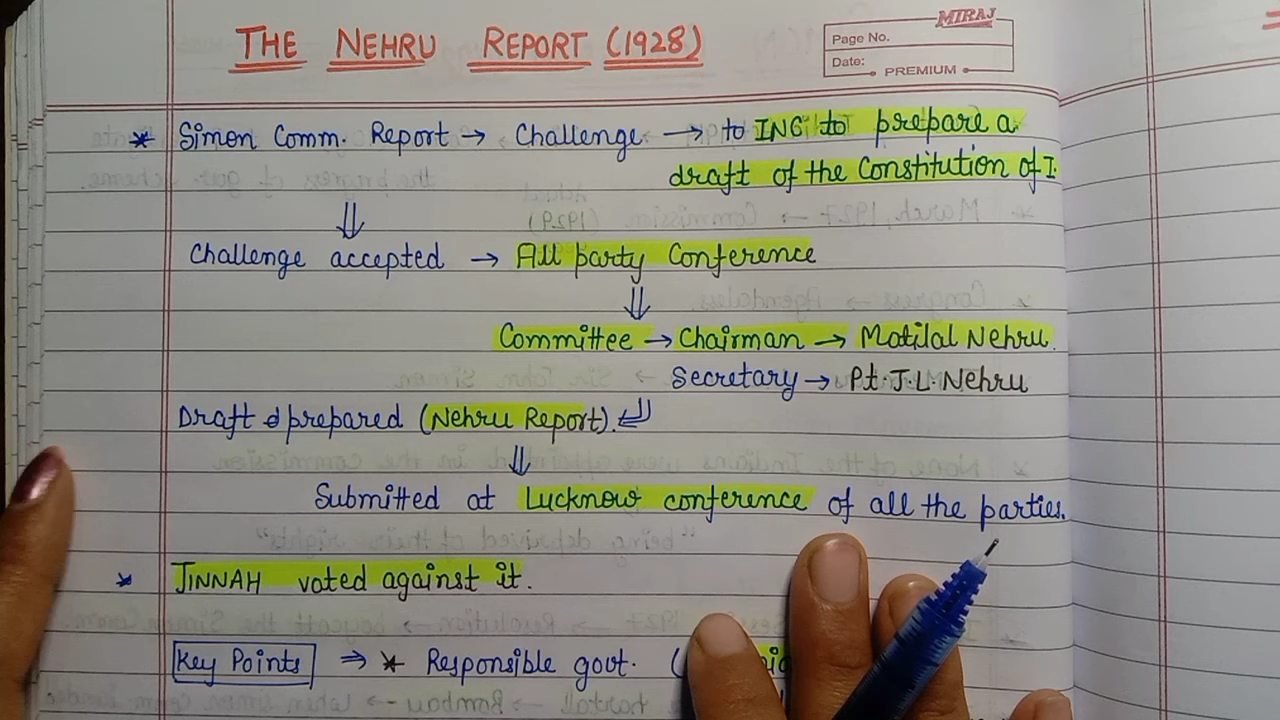 THE NEHRU REPORT (1928)
MIRAJ
Page No.
Date:
PREMIUM
* Simon Comm. Report → Challenge → to INC to prepare a
draft of the Constitution of I.
⇓
Challenge accepted → All party Conference
⇓
Committee → Chairman → Motilal Nehru.
Secretary → Pt. J.L. Nehru
Draft prepared (Nehru Report). ⇐
⇓
Submitted at Lucknow conference of all the parties.
* JINNAH voted against it.
Key Points ⇒ * Responsible govt. (